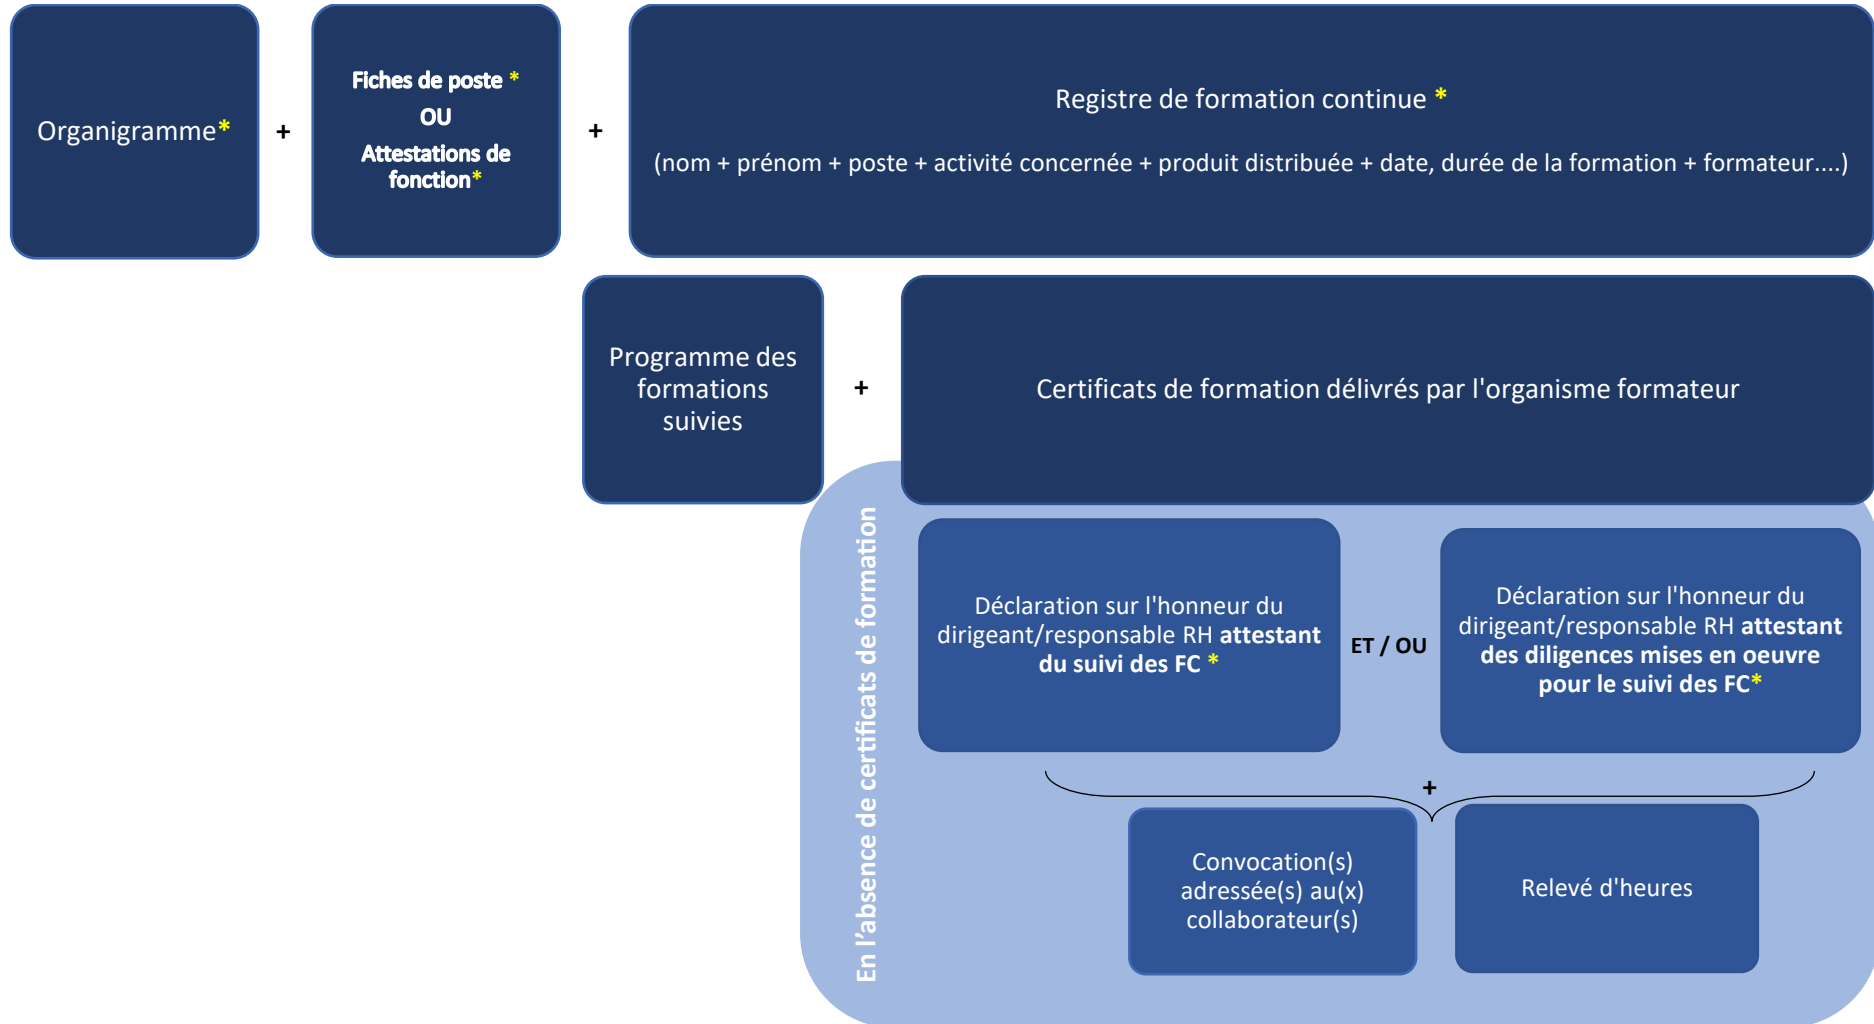 Organigramme*
+
Fiches de poste *
OU
Attestations de
fonction*
+
Registre de formation continue *
(nom + prénom + poste + activité concernée + produit distribuée + date, durée de la formation + formateur....)
Programme des
formations
suivies
+
Certificats de formation délivrés par l'organisme formateur
En l'absence de certificats de formation
Déclaration sur l'honneur du
dirigeant/responsable RH attestant
du suivi des FC *
ET / OU
Déclaration sur l'honneur du
dirigeant/responsable RH attestant
des diligences mises en oeuvre
pour le suivi des FC*
+
Convocation(s)
adressée(s) au(x)
collaborateur(s)
Relevé d'heures